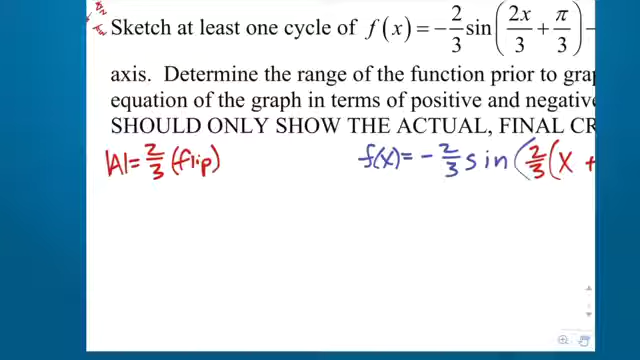 Sketch at least one cycle of f(x) = −2/3 sin(2x/3 + π/3) −
axis. Determine the range of the function prior to grap
equation of the graph in terms of positive and negative
SHOULD ONLY SHOW THE ACTUAL, FINAL CR
|A| = 2/3 (flip) f(x) = − 2/3 sin(2/3(x +